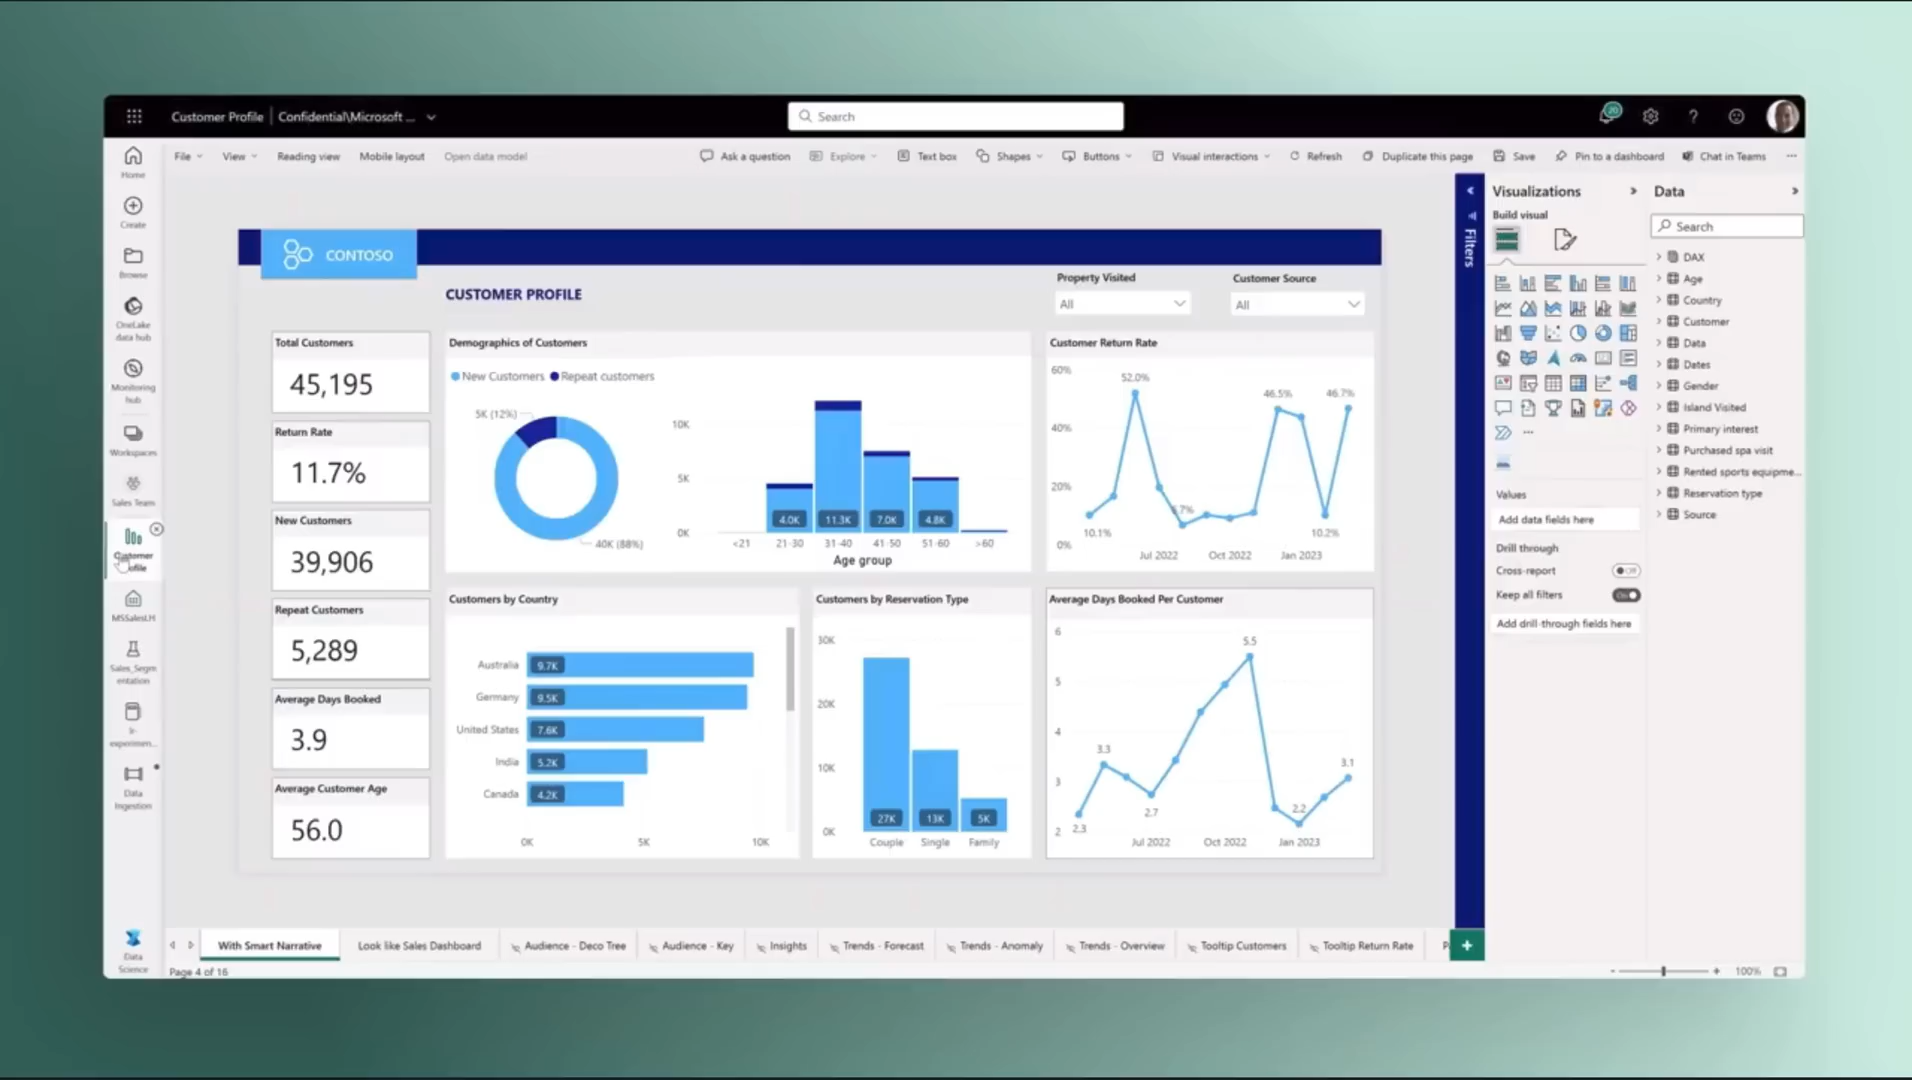 Customer Profile | Confidential\Microsoft ...
Search
20
Home
Create
Browse
OneLake data hub
Monitoring hub
Workspaces
Sales Team
Customer
MSSalesLH
Sales_Segmentation
Data Ingestion
Data Science
File
View
Reading view
Mobile layout
Open data model
Ask a question
Explore
Text box
Shapes
Buttons
Visual interactions
Refresh
Duplicate this page
Save
Pin to a dashboard
Chat in Teams
...
CONTOSO
CUSTOMER PROFILE
Property Visited
All
Customer Source
All
Total Customers
45,195
Return Rate
11.7%
New Customers
39,906
Repeat Customers
5,289
Average Days Booked
3.9
Average Customer Age
56.0
Demographics of Customers
New Customers Repeat customers
5K (12%)
40K (88%)
10K
5K
0K
4.0K 11.3K 7.0K 4.8K
<21 21-30 31-40 41-50 51-60 >60
Age group
Customer Return Rate
60%
40%
20%
0%
52.0%
46.5%
46.7%
10.1%
10.2%
Jul 2022 Oct 2022 Jan 2023
Customers by Country
Australia 9.7K
Germany 9.5K
United States 7.6K
India 5.2K
Canada 4.2K
0K 5K 10K
Customers by Reservation Type
30K
20K
10K
0K
27K 13K 5K
Couple Single Family
Average Days Booked Per Customer
6
5
4
3
2
5.5
3.3
3.1
2.7
2.2
2.3
Jul 2022 Oct 2022 Jan 2023
Filters
Visualizations
Build visual
...
Values
Add data fields here
Drill through
Cross-report
Off
Keep all filters
On
Add drill-through fields here
Data
Search
DAX
Age
Country
Customer
Data
Dates
Gender
Island Visited
Primary interest
Purchased spa visit
Rented sports equipme...
Reservation type
Source
With Smart Narrative
Look like Sales Dashboard
Audience - Deco Tree
Audience - Key
Insights
Trends - Forecast
Trends - Anomaly
Trends - Overview
Tooltip Customers
Tooltip Return Rate
Page 4 of 16
- + 100%